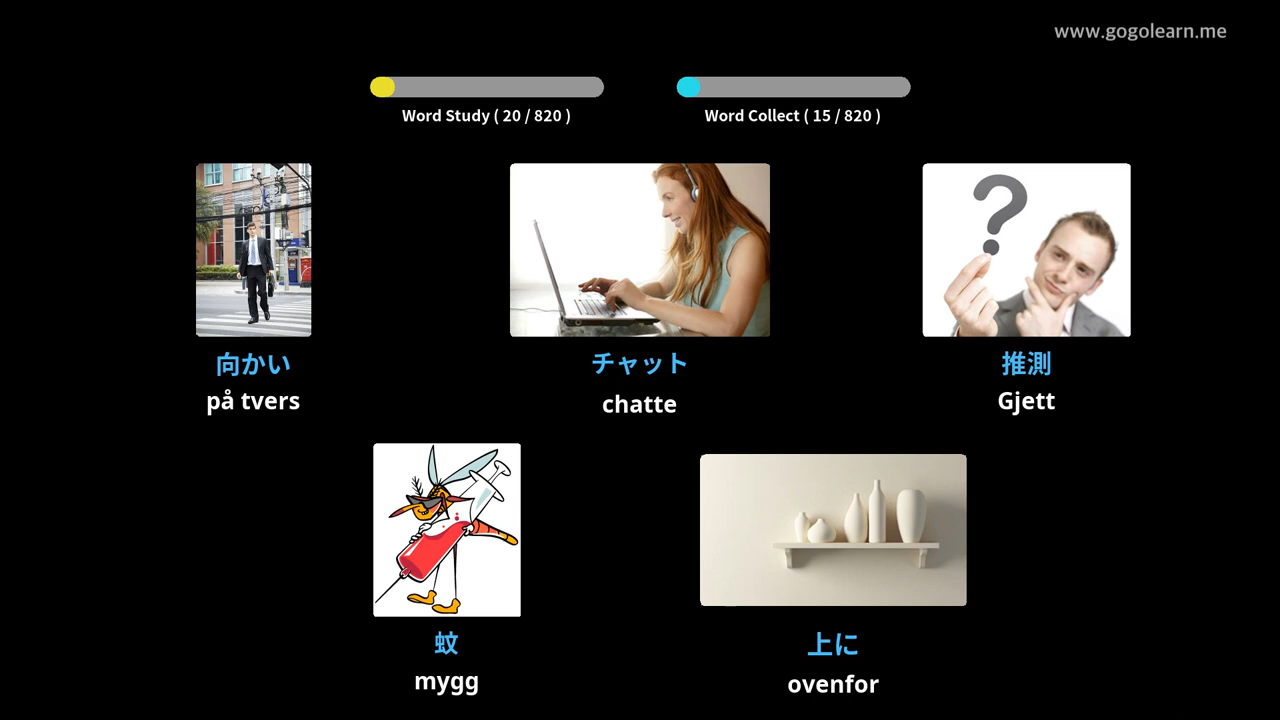 www.gogolearn.me
Word Study ( 20 / 820 )
Word Collect ( 15 / 820 )
向かい
på tvers
チャット
chatte
推測
Gjett
蚊
mygg
上に
ovenfor